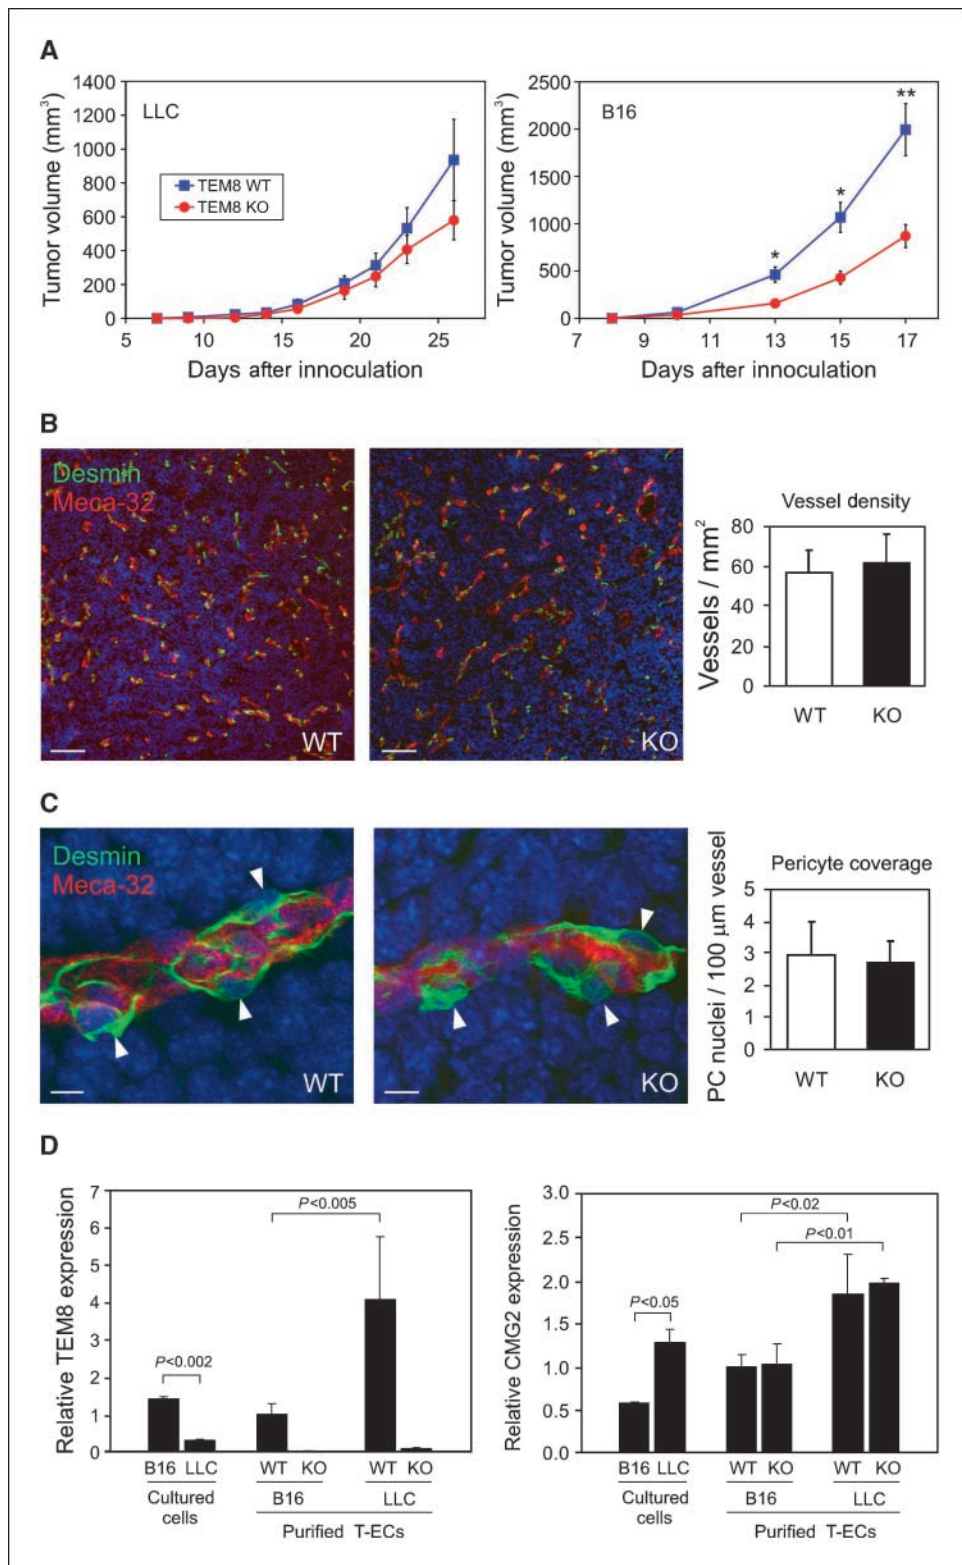 A
Tumor volume (mm³)
1400
1200
1000
800
600
400
200
0
LLC
TEM8 WT
TEM8 KO
5 10 15 20 25
Days after innoculation
Tumor volume (mm³)
2500
2000
1500
1000
500
0
B16
*
*
**
7 9 11 13 15 17
Days after innoculation
B
Desmin
Meca-32
WT
KO
Vessel density
Vessels / mm²
80
60
40
20
0
WT KO
C
Desmin
Meca-32
WT
KO
Pericyte coverage
PC nuclei / 100 μm vessel
5
4
3
2
1
0
WT KO
D
Relative TEM8 expression
7
6
5
4
3
2
1
0
P<0.002
P<0.005
B16 LLC WT KO WT KO
Cultured cells
B16 LLC
Purified T-ECs
Relative CMG2 expression
3.0
2.5
2.0
1.5
1.0
0.5
0.0
P<0.05
P<0.02
P<0.01
B16 LLC WT KO WT KO
Cultured cells
B16 LLC
Purified T-ECs